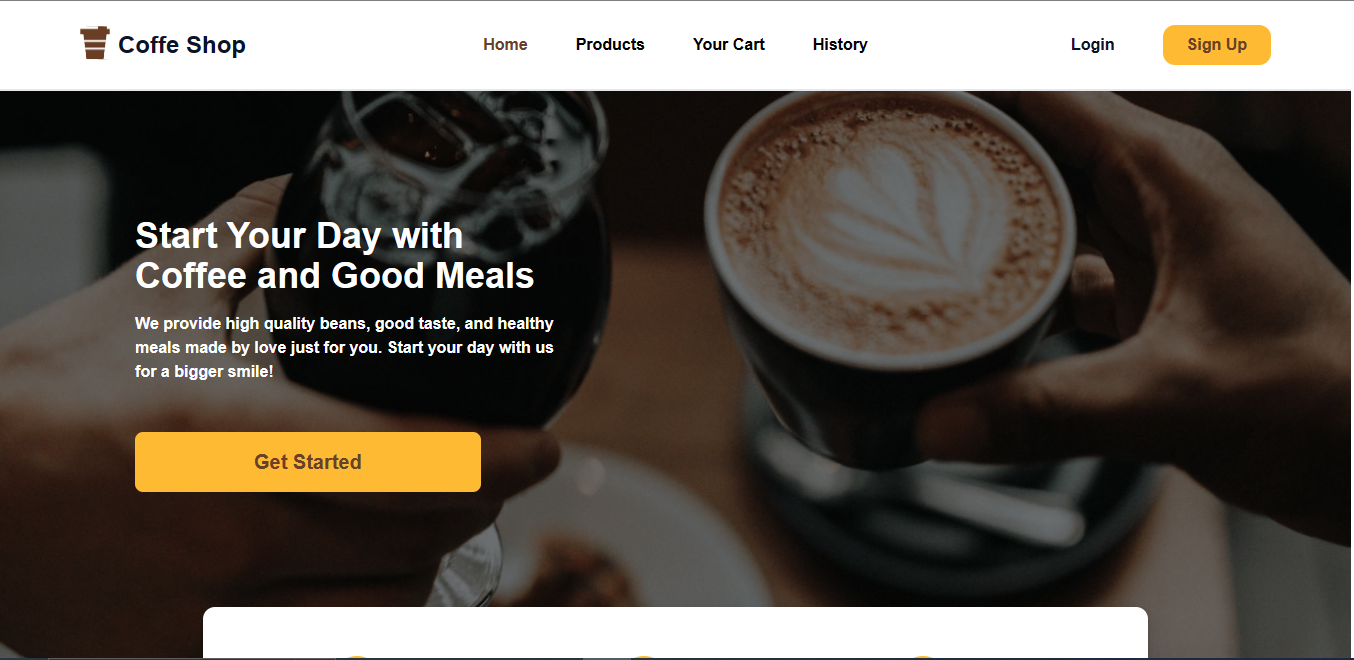 Coffe Shop
Home
Products
Your Cart
History
Login
Sign Up
Start Your Day with
Coffee and Good Meals
We provide high quality beans, good taste, and healthy
meals made by love just for you. Start your day with us
for a bigger smile!
Get Started